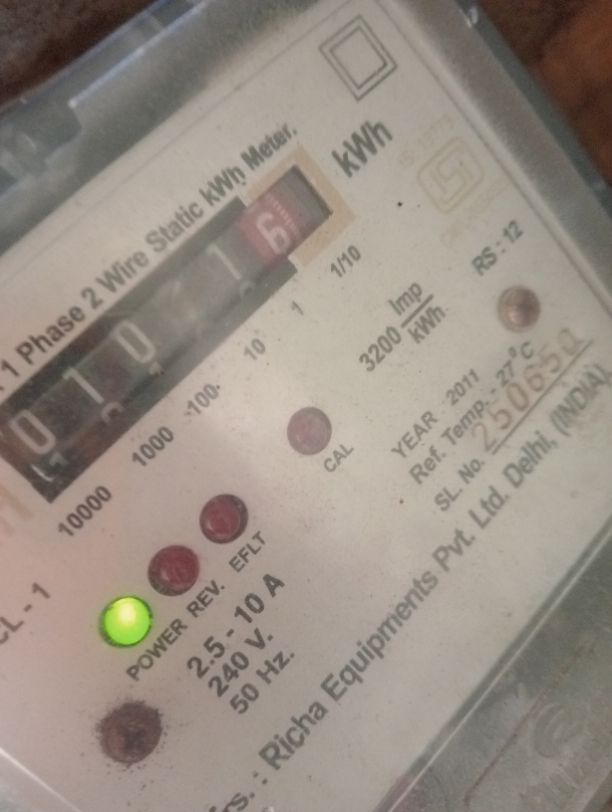 1 Phase 2 Wire Static kWh Meter.
kWh
0 1 0 1 6
10000 1000 100 10 1 1/10
3200 Imp/kWh
RS : 12
CAL
YEAR 2011
Ref. Temp. - 27°C
SL. No. 250650
CL - 1
POWER REV. EFLT
2.5 - 10 A
240 V.
50 Hz.
Richa Equipments Pvt. Ltd. Delhi, (INDIA)